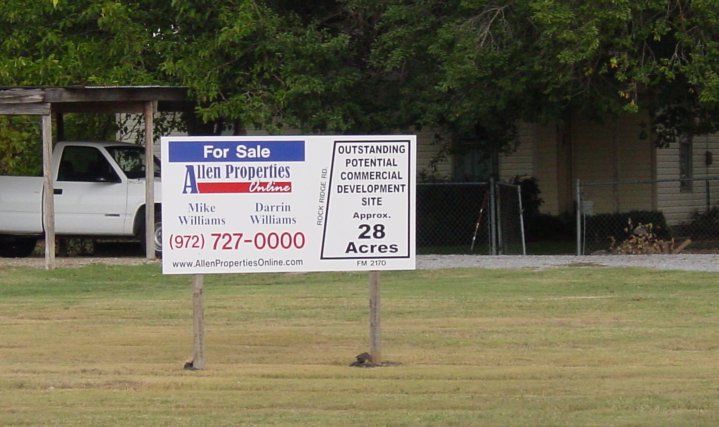 For Sale
Allen Properties
Online
Mike Williams
Darrin Williams
(972) 727-0000
www.AllenPropertiesOnline.com
ROCK RIDGE RD.
OUTSTANDING
POTENTIAL
COMMERCIAL
DEVELOPMENT
SITE
Approx.
28
Acres
FM 2170